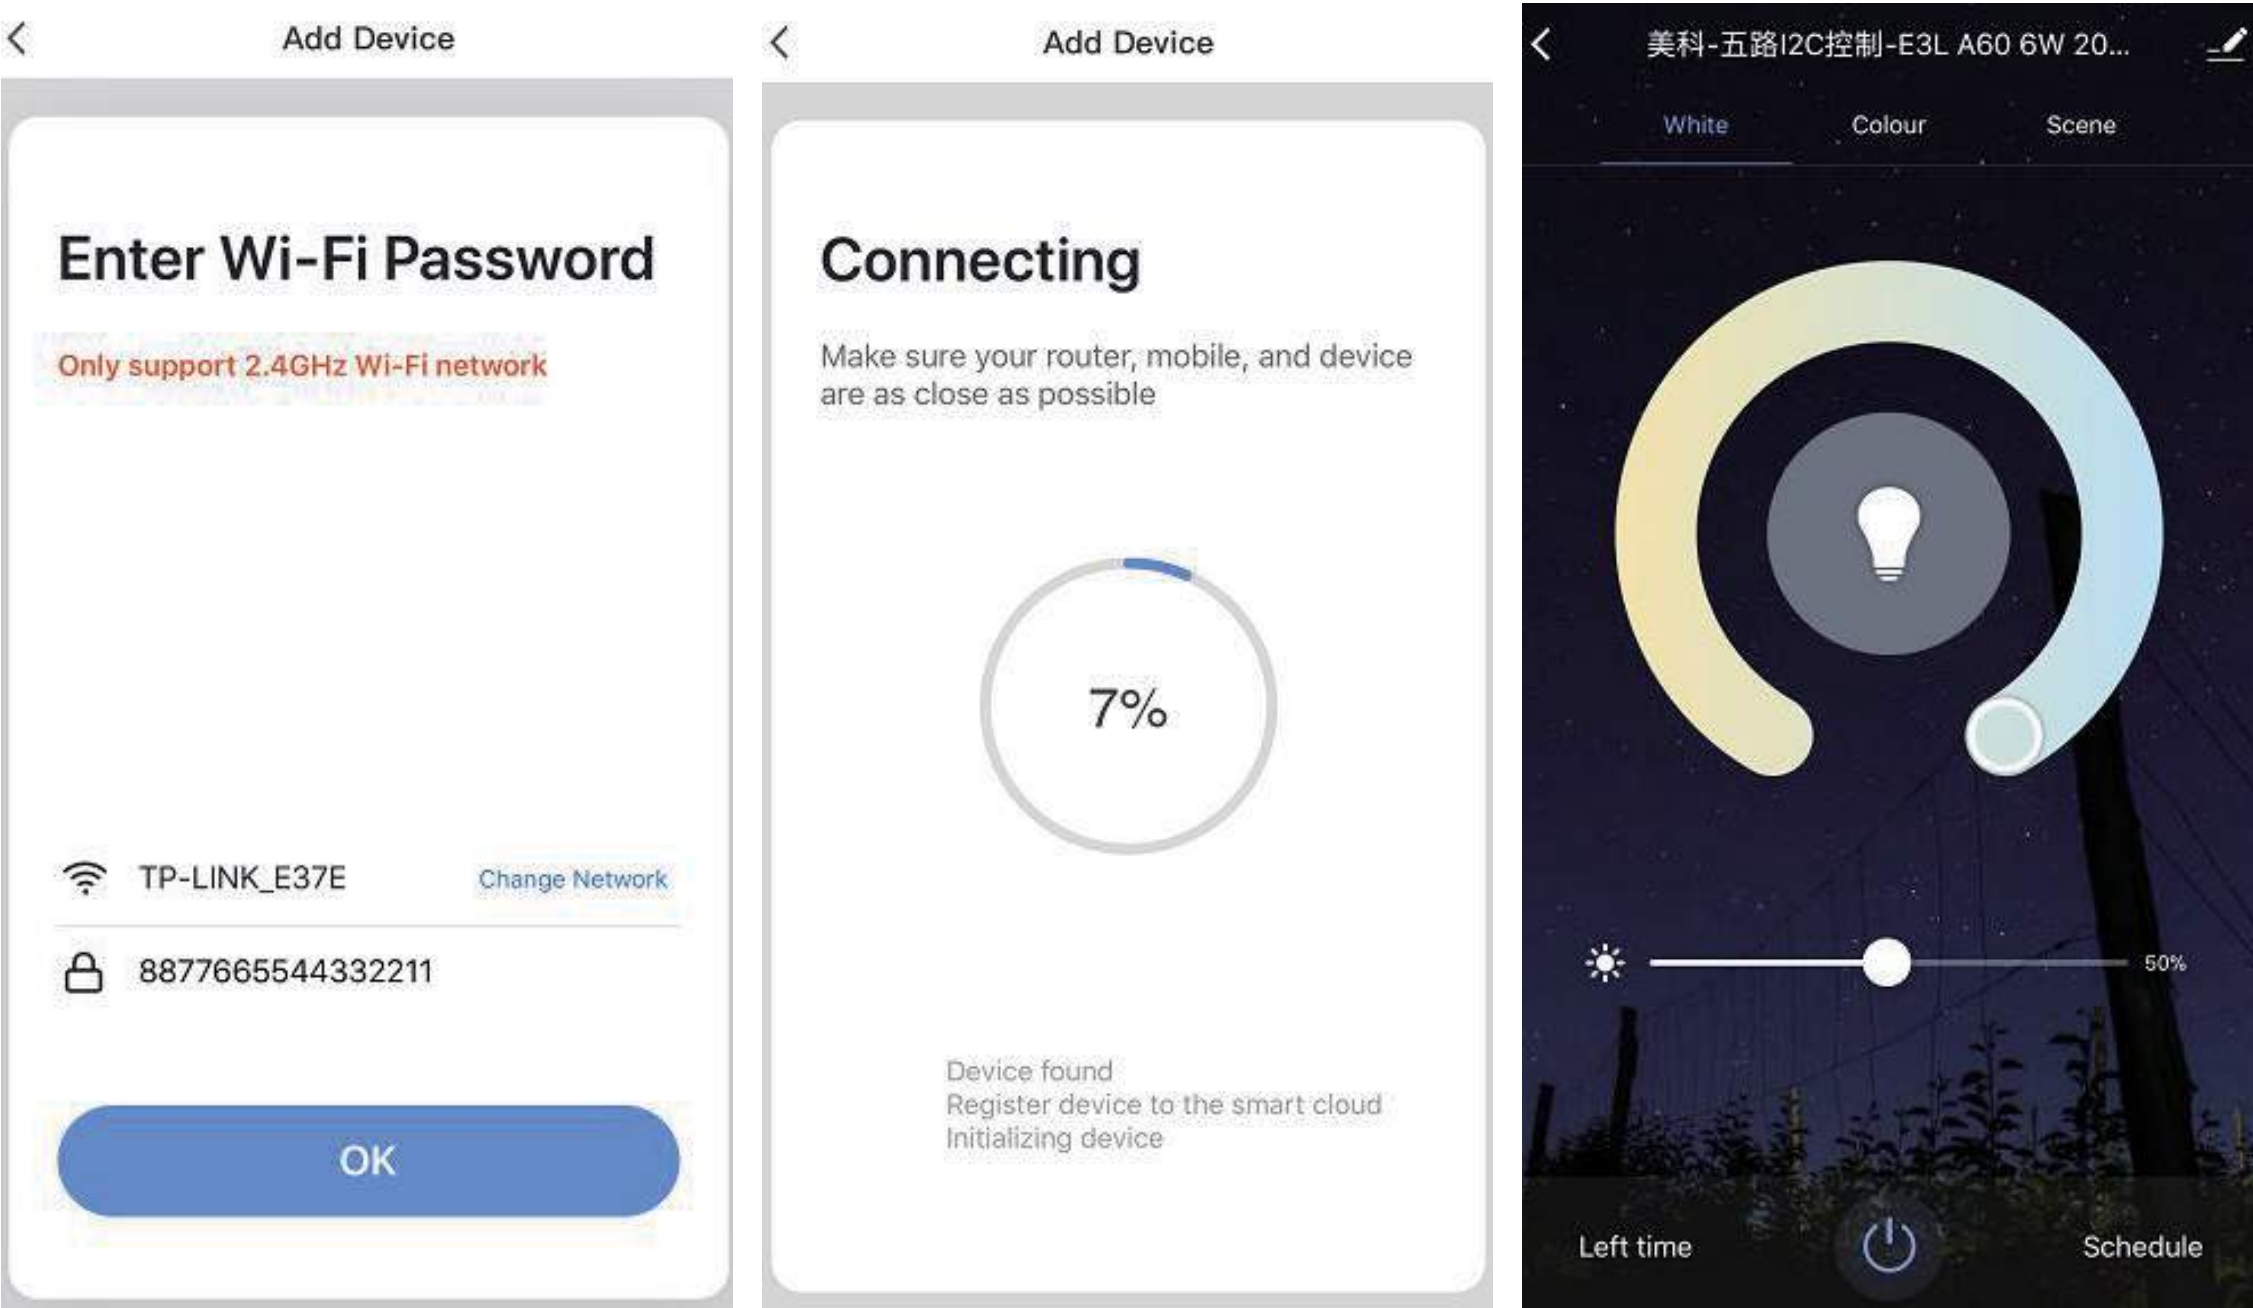 Add Device
Enter Wi-Fi Password
Only support 2.4GHz Wi-Fi network
TP-LINK_E37E
Change Network
8877665544332211
OK
Add Device
Connecting
Make sure your router, mobile, and device
are as close as possible
7%
Device found
Register device to the smart cloud
Initializing device
美科-五路I2C控制-E3L A60 6W 20...
White
Colour
Scene
50%
Left time
Schedule